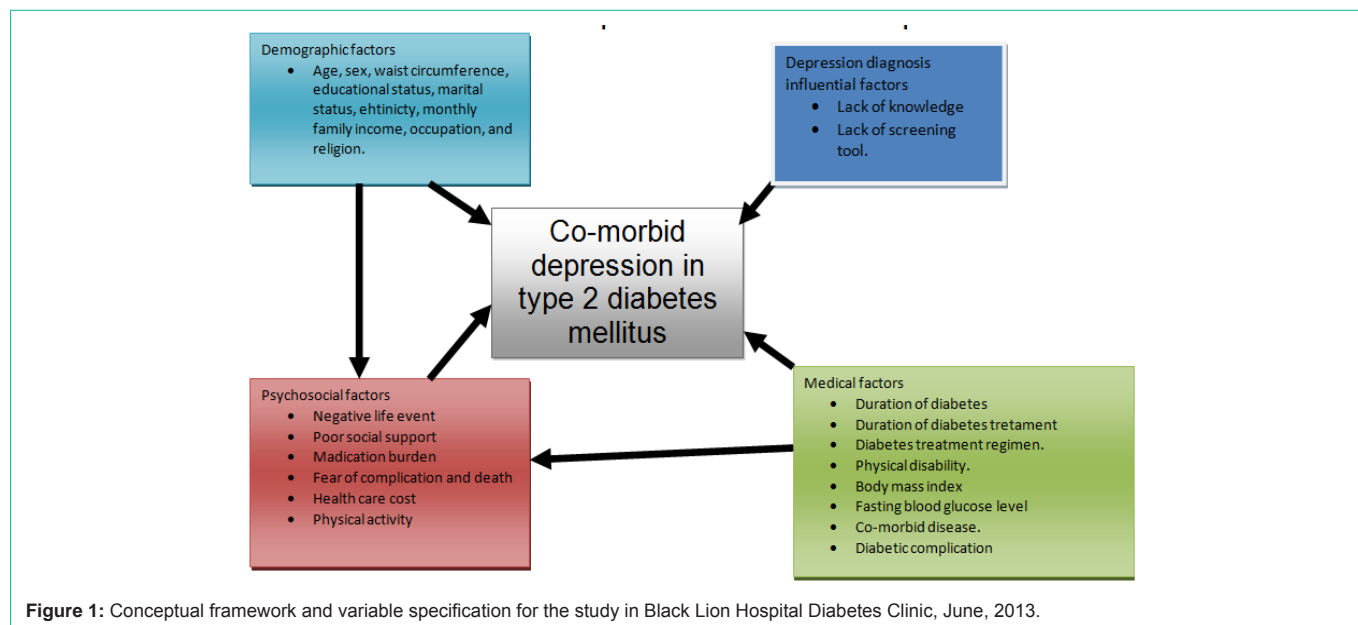 Demographic factors
• Age, sex, waist circumference,
educational status, marital
status, ehtinicty, monthly
family income, occupation, and
religion.
Depression diagnosis
influential factors
• Lack of knowledge
• Lack of screening
tool.
Co-morbid
depression in
type 2 diabetes
mellitus
Psychosocial factors
• Negative life event
• Poor social support
• Madication burden
• Fear of complication and death
• Health care cost
• Physical activity
Medical factors
• Duration of diabetes
• Duration of diabetes tretament
• Diabetes treatment regimen.
• Physical disability.
• Body mass index
• Fasting blood glucose level
• Co-morbid disease.
• Diabetic complication
Figure 1: Conceptual framework and variable specification for the study in Black Lion Hospital Diabetes Clinic, June, 2013.